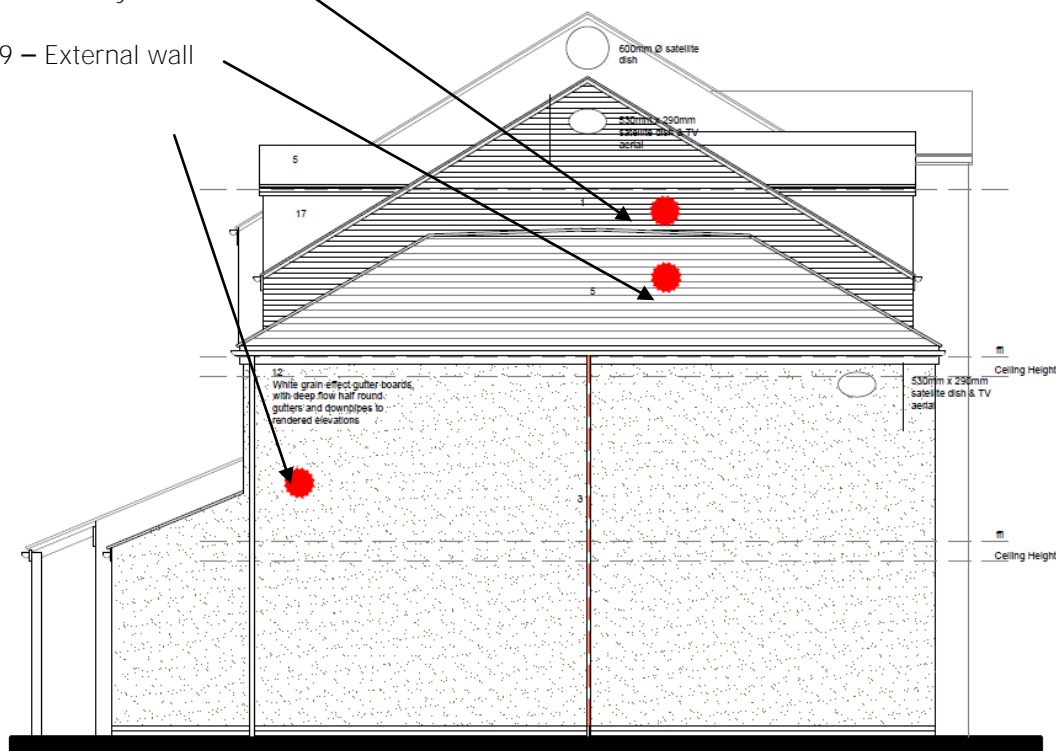 9 – External wall
600mm Ø satellite
dish
530mm x 290mm
satellite dish & TV
aerial
5
17
1
5
ffl
Ceiling Height
12
White grain effect gutter boards,
with deep flow half round
gutters and downpipes to
rendered elevations
530mm x 290mm
satellite dish & TV
aerial
3
ffl
Ceiling Height